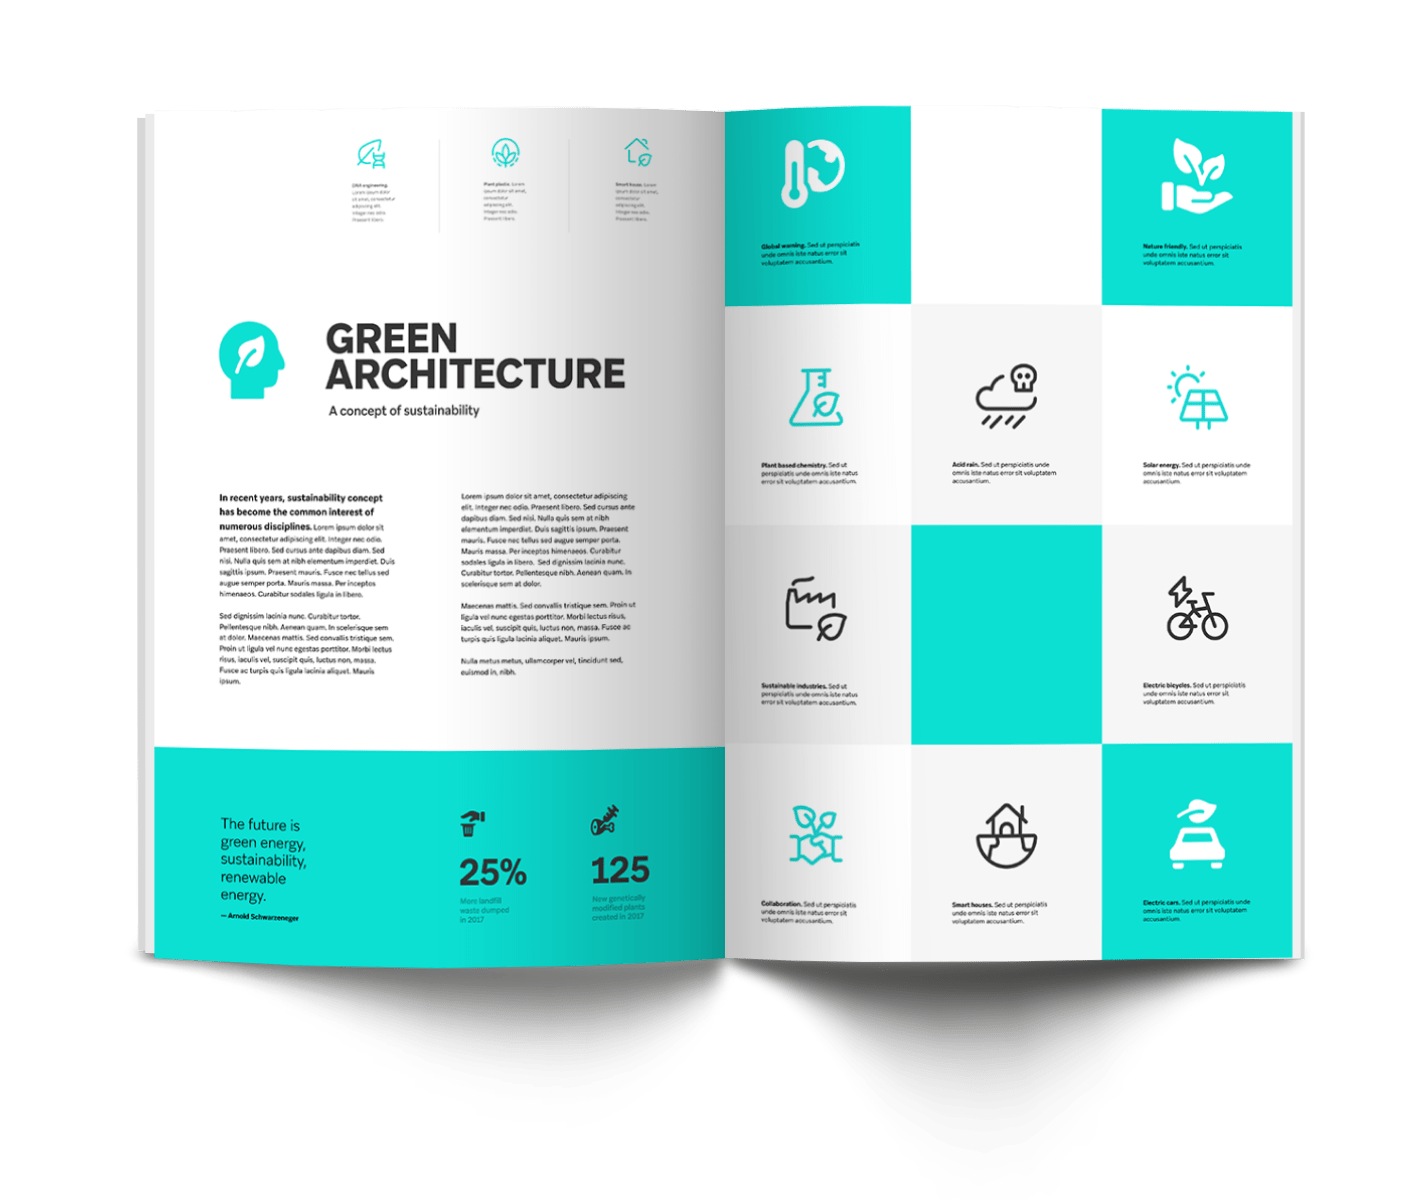 DNA engineering.
Lorem ipsum dolor
sit amet, consectetur
adipiscing elit.
Integer nec odio.
Praesent libero.
Plant plastic. Lorem
ipsum dolor sit amet,
consectetur
adipiscing elit.
Integer nec odio.
Praesent libero.
Smart house. Lorem
ipsum dolor sit amet,
consectetur
adipiscing elit.
Integer nec odio.
Praesent libero.
GREEN
ARCHITECTURE
A concept of sustainability
In recent years, sustainability concept
has become the common interest of
numerous disciplines. Lorem ipsum dolor sit
amet, consectetur adipiscing elit. Integer nec odio.
Praesent libero. Sed cursus ante dapibus diam. Sed
nisi. Nulla quis sem at nibh elementum imperdiet. Duis
sagittis ipsum. Praesent mauris. Fusce nec tellus sed
augue semper porta. Mauris massa. Per inceptos
himenaeos. Curabitur sodales ligula in libero.
Sed dignissim lacinia nunc. Curabitur tortor.
Pellentesque nibh. Aenean quam. In scelerisque sem
at dolor. Maecenas mattis. Sed convallis tristique sem.
Proin ut ligula vel nunc egestas porttitor. Morbi lectus
risus, iaculis vel, suscipit quis, luctus non, massa.
Fusce ac turpis quis ligula lacinia aliquet. Mauris
ipsum.
Lorem ipsum dolor sit amet, consectetur adipiscing
elit. Integer nec odio. Praesent libero. Sed cursus ante
dapibus diam. Sed nisi. Nulla quis sem at nibh
elementum imperdiet. Duis sagittis ipsum. Praesent
mauris. Fusce nec tellus sed augue semper porta.
Mauris massa. Per inceptos himenaeos. Curabitur
sodales ligula in libero. Sed dignissim lacinia nunc.
Curabitur tortor. Pellentesque nibh. Aenean quam. In
scelerisque sem at dolor.
Maecenas mattis. Sed convallis tristique sem. Proin ut
ligula vel nunc egestas porttitor. Morbi lectus risus,
iaculis vel, suscipit quis, luctus non, massa. Fusce ac
turpis quis ligula lacinia aliquet. Mauris ipsum.
Nulla metus metus, ullamcorper vel, tincidunt sed,
euismod in, nibh.
The future is
green energy,
sustainability,
renewable
energy.
— Arnold Schwarzeneger
25%
More landfill
waste dumped
in 2017
125
New genetically
modified plants
created in 2017
Global warning. Sed ut perspiciatis
unde omnis iste natus error sit
voluptatem accusantium.
Nature friendly. Sed ut perspiciatis
unde omnis iste natus error sit
voluptatem accusantium.
Plant based chemistry. Sed ut
perspiciatis unde omnis iste natus
error sit voluptatem accusantium.
Acid rain. Sed ut perspiciatis unde
omnis iste natus error sit voluptatem
accusantium.
Solar energy. Sed ut perspiciatis unde
omnis iste natus error sit voluptatem
accusantium.
Sustainable industries. Sed ut
perspiciatis unde omnis iste natus
error sit voluptatem accusantium.
Electric bicycles. Sed ut perspiciatis
unde omnis iste natus error sit
voluptatem accusantium.
Collaboration. Sed ut perspiciatis
unde omnis iste natus error sit
voluptatem accusantium.
Smart houses. Sed ut perspiciatis
unde omnis iste natus error sit
voluptatem accusantium.
Electric cars. Sed ut perspiciatis unde
omnis iste natus error sit voluptatem
accusantium.